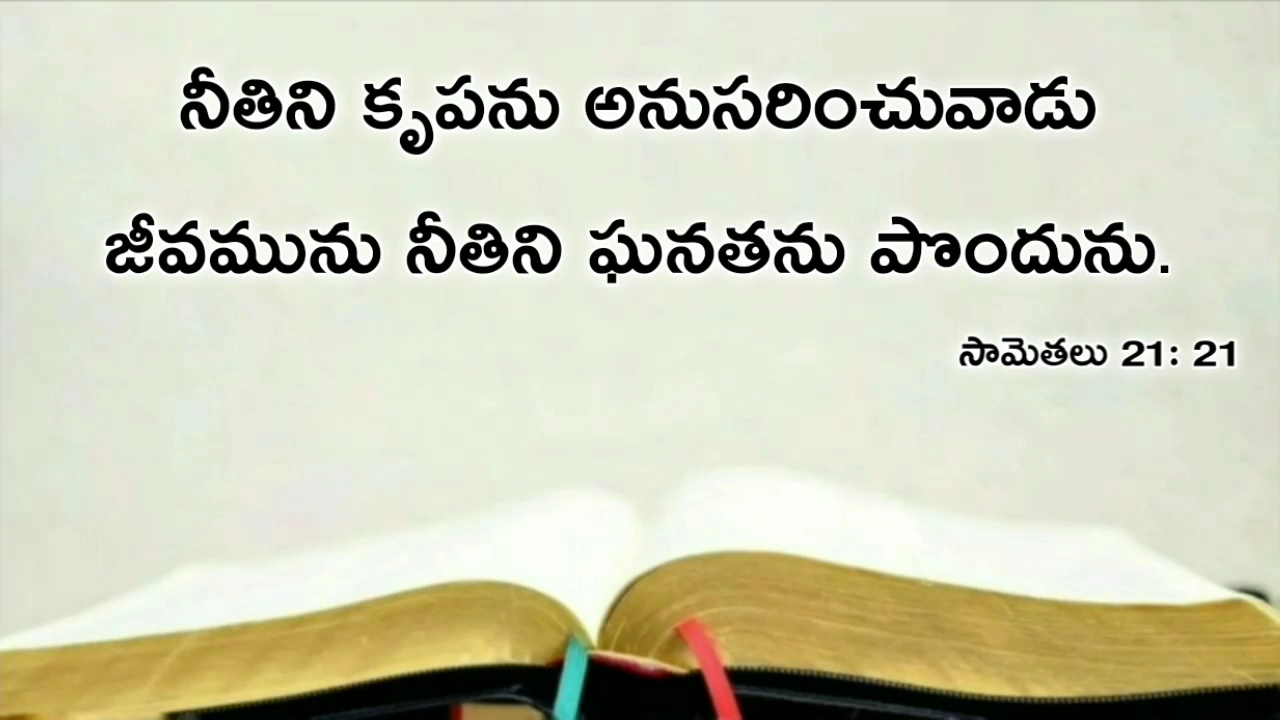 నీతిని కృపను అనుసరించువాడు
జీవమును నీతిని ఘనతను పొందును.
సామెతలు 21: 21